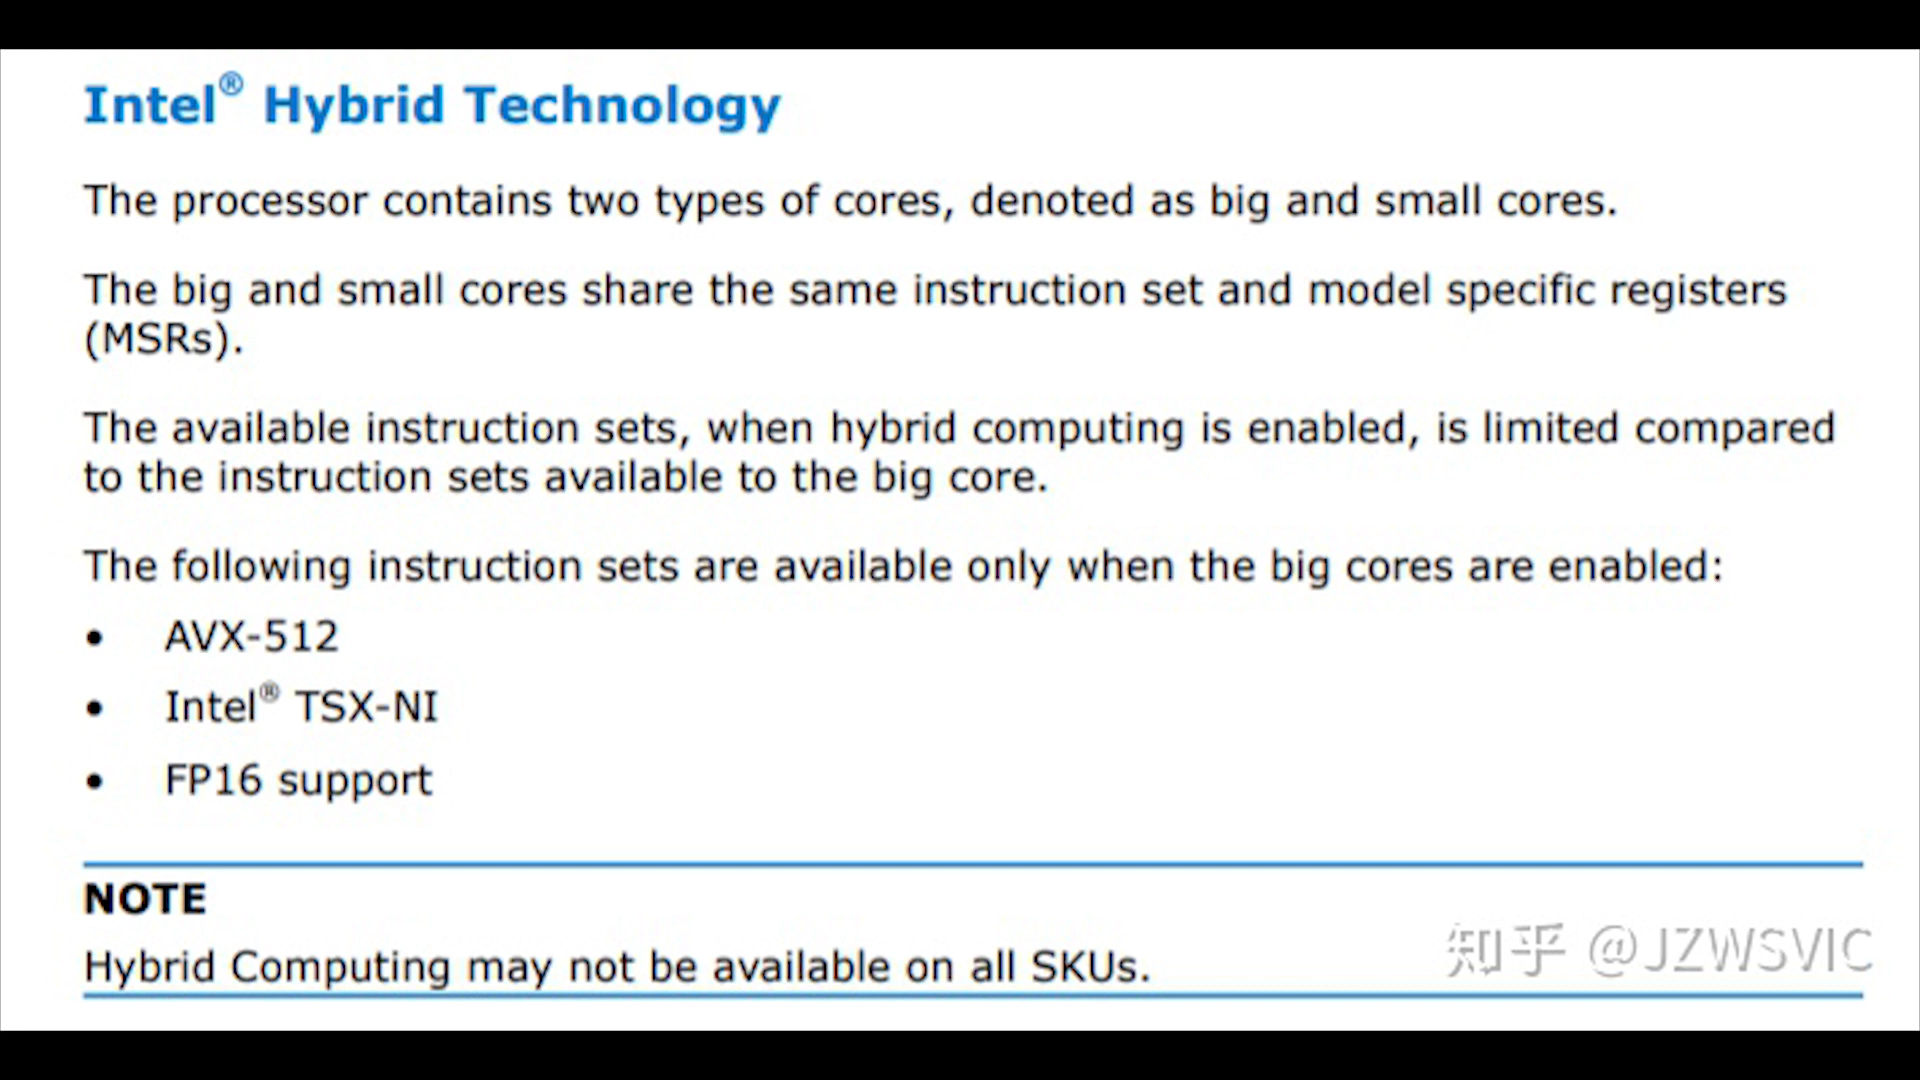 Intel® Hybrid Technology
The processor contains two types of cores, denoted as big and small cores.
The big and small cores share the same instruction set and model specific registers
(MSRs).
The available instruction sets, when hybrid computing is enabled, is limited compared
to the instruction sets available to the big core.
The following instruction sets are available only when the big cores are enabled:
• AVX-512
• Intel® TSX-NI
• FP16 support
NOTE
Hybrid Computing may not be available on all SKUs.
知乎 @JZWSVIC